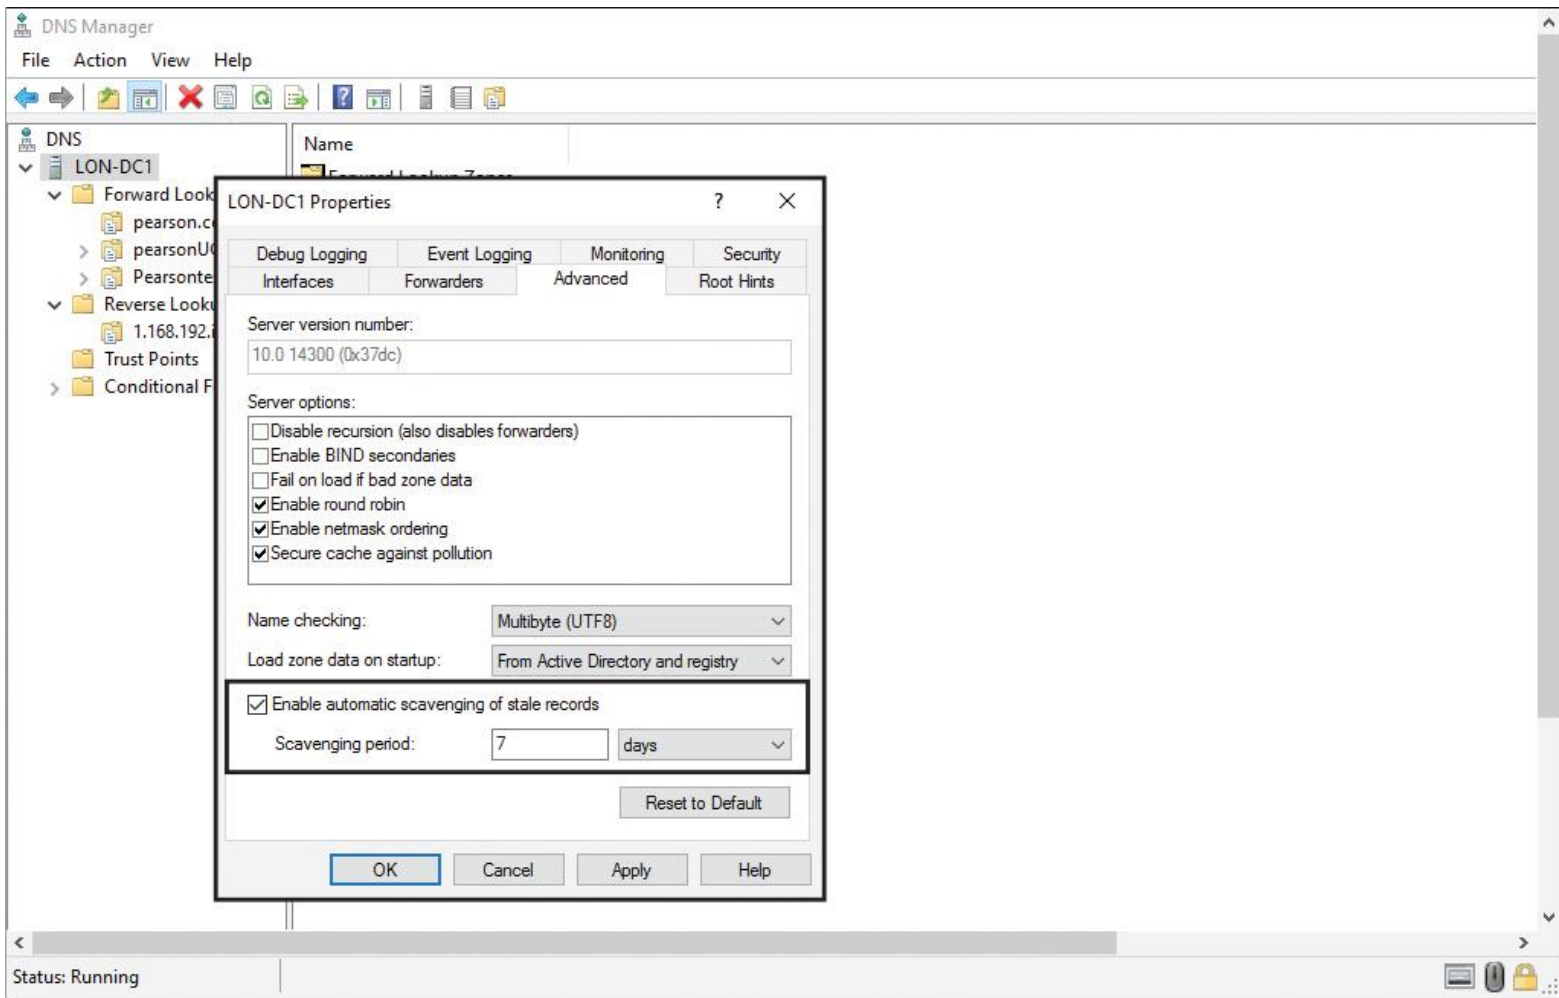 DNS Manager
File Action View Help
DNS
LON-DC1
Forward Look
pearson.c
pearsonU
Pearsonte
Reverse Looku
1.168.192.i
Trust Points
Conditional F
Name
Forward Lookup Zones
LON-DC1 Properties ? X
Debug Logging Event Logging Monitoring Security
Interfaces Forwarders Advanced Root Hints
Server version number:
10.0 14300 (0x37dc)
Server options:
Disable recursion (also disables forwarders)
Enable BIND secondaries
Fail on load if bad zone data
Enable round robin
Enable netmask ordering
Secure cache against pollution
Name checking: Multibyte (UTF8)
Load zone data on startup: From Active Directory and registry
Enable automatic scavenging of stale records
Scavenging period: 7 days
Reset to Default
OK Cancel Apply Help
Status: Running